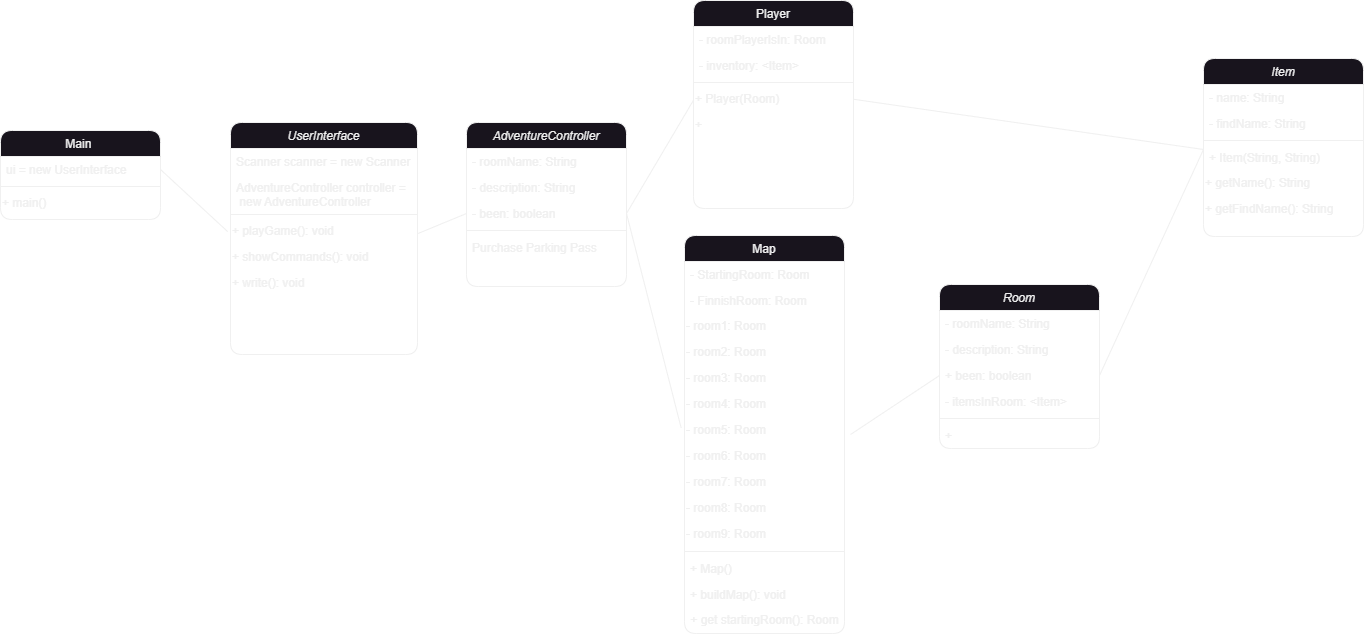 Main
ui = new UserInterface
+ main()
UserInterface
Scanner scanner = new Scanner
AdventureController controller =
new AdventureController
+ playGame(): void
+ showCommands(): void
+ write(): void
AdventureController
- roomName: String
- description: String
- been: boolean
Purchase Parking Pass
Player
- roomPlayerIsIn: Room
- inventory: <Item>
+ Player(Room)
+
Map
- StartingRoom: Room
- FinnishRoom: Room
- room1: Room
- room2: Room
- room3: Room
- room4: Room
- room5: Room
- room6: Room
- room7: Room
- room8: Room
- room9: Room
+ Map()
+ buildMap(): void
+ get startingRoom(): Room
Room
- roomName: String
- description: String
+ been: boolean
- itemsInRoom: <Item>
+
Item
- name: String
- findName: String
+ Item(String, String)
+ getName(): String
+ getFindName(): String